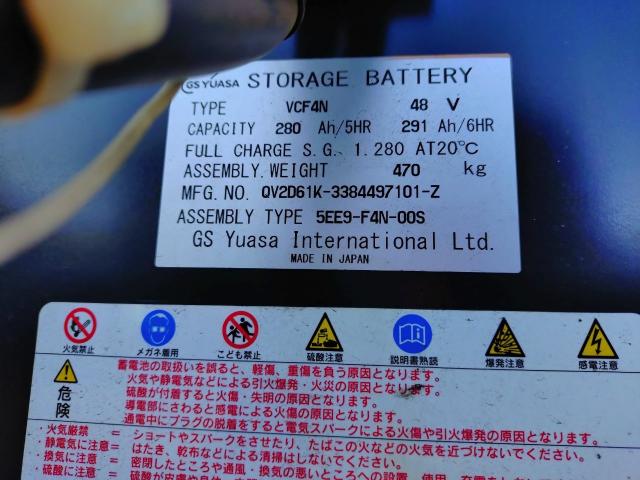 GS YUASA STORAGE BATTERY
TYPE VCF4N 48 V
CAPACITY 280 Ah/5HR 291 Ah/6HR
FULL CHARGE S.G. 1.280 AT20℃
ASSEMBLY.WEIGHT 470 kg
MFG.NO. QV2D61K-3384497101-Z
ASSEMBLY TYPE 5EE9-F4N-00S
GS Yuasa International Ltd.
MADE IN JAPAN
火気禁止 メガネ着用 こども禁止 硫酸注意 説明書熟読 爆発注意 感電注意
危険
蓄電池の取扱いを誤ると、軽傷、重傷を負う原因となります。
火気や静電気などによる引火爆発・火災の原因となります。
硫酸が付着すると火傷・失明の原因となります。
導電部にさわると感電による火傷の原因となります。
通電中にプラグの脱着をすると電気スパークによる火傷や引火爆発の原因となります。
・火気厳禁 = ショートやスパークをさせたり、たばこの火などの火気を近づけないでください。
・静電気に注意= はたき、乾布などによる清掃はしないでください。
・換気に注意 = 密閉したところや通風・換気の悪いところへの設置、使用、充電をしないで
・硫酸に注意 = 硫酸が皮膚や